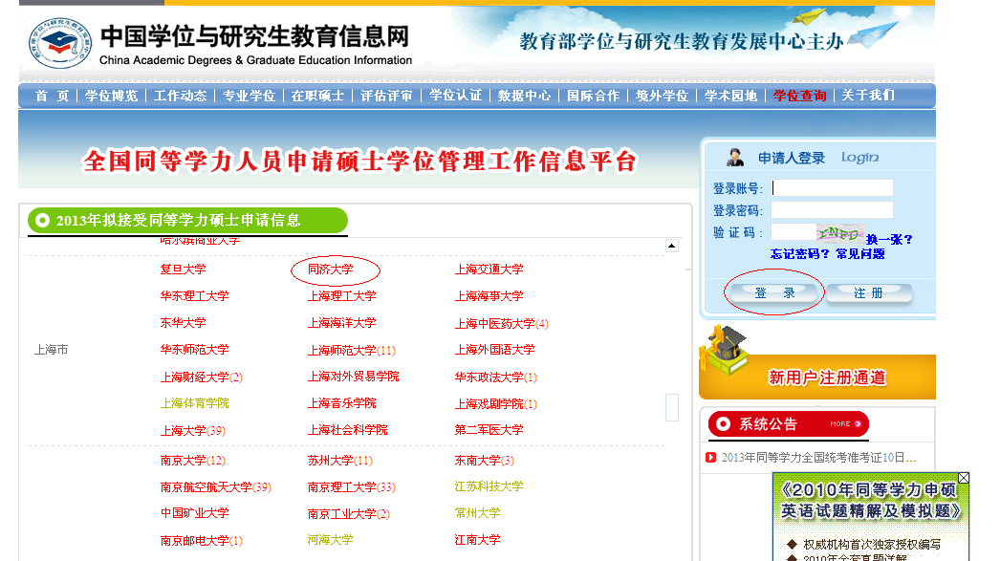 中国学位与研究生教育信息网
China Academic Degrees & Graduate Education Information
教育部学位与研究生教育发展中心主办
首 页 | 学位博览 | 工作动态 | 专业学位 | 在职硕士 | 评估评审 | 学位认证 | 数据中心 | 国际合作 | 境外学位 | 学术园地 | 学位查询 | 关于我们
全国同等学力人员申请硕士学位管理工作信息平台
申请人登录 Login
登录账号:
登录密码:
验 证 码:
换一张?
忘记密码? 常见问题
登 录 注 册
新用户注册通道
系统公告 MORE
2013年同等学力全国统考准考证10日...
2013年拟接受同等学力硕士申请信息
哈尔滨商业大学
上海市
复旦大学 同济大学 上海交通大学
华东理工大学 上海理工大学 上海海事大学
东华大学 上海海洋大学 上海中医药大学(4)
华东师范大学 上海师范大学(11) 上海外国语大学
上海财经大学(2) 上海对外贸易学院 华东政法大学(1)
上海体育学院 上海音乐学院 上海戏剧学院(1)
上海大学(39) 上海社会科学院 第二军医大学
南京大学(12) 苏州大学(11) 东南大学(3)
南京航空航天大学(39) 南京理工大学(33) 江苏科技大学
中国矿业大学 南京工业大学(2) 常州大学
南京邮电大学(1) 河海大学 江南大学
《2010年同等学力申硕
英语试题精解及模拟题》
权威机构首次独家授权编写
2010年全套真题详解